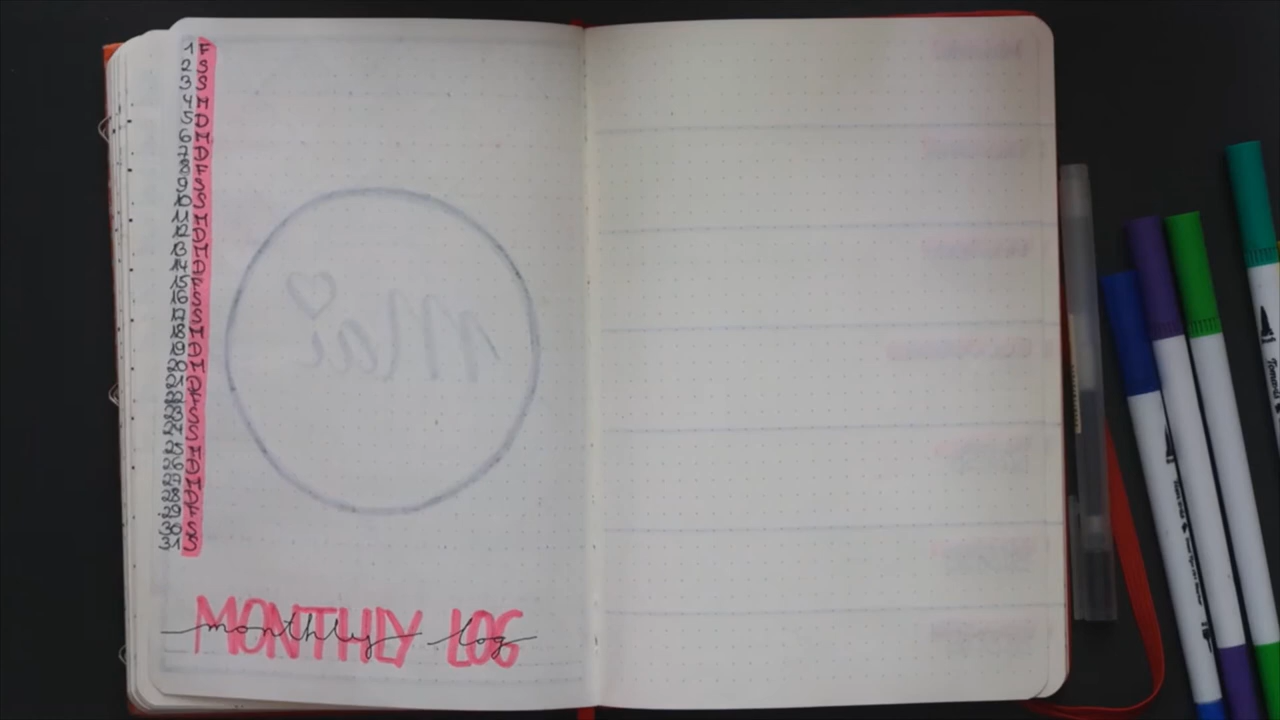 1 F
2 S
3 S
4 M
5 D
6 M
7 D
8 F
9 S
10 S
11 M
12 D
13 M
14 D
15 F
16 S
17 S
18 M
19 D
20 M
21 D
22 F
23 S
24 S
25 M
26 D
27 M
28 D
29 F
30 S
31 S
Mai
MONTHLY LOG
monthly log